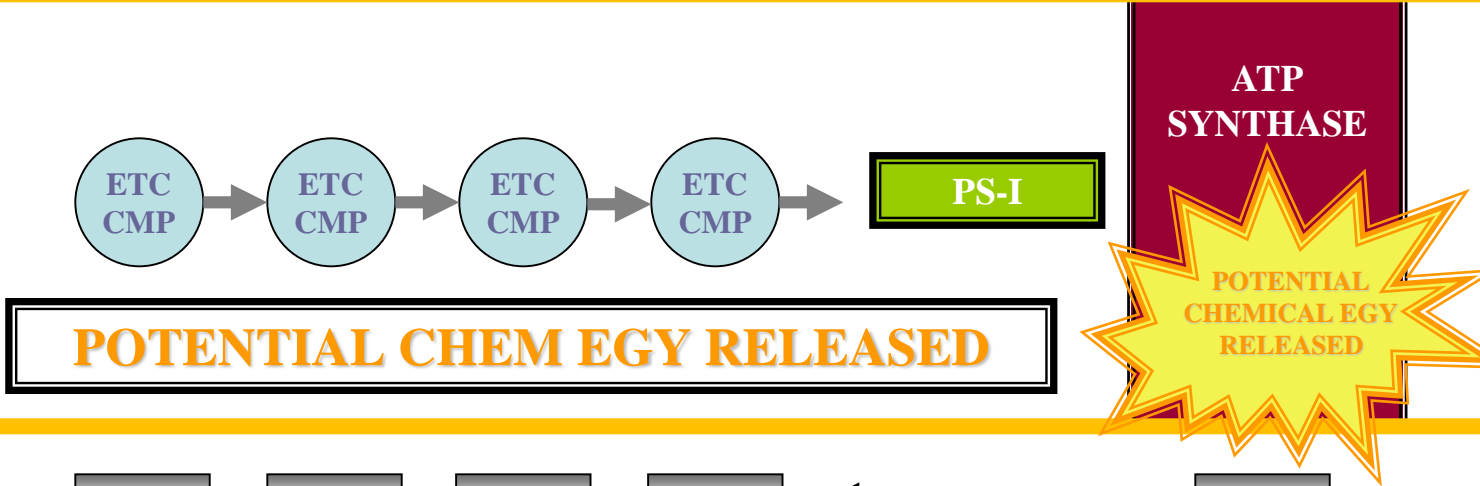 ATP
SYNTHASE
ETC
CMP
ETC
CMP
ETC
CMP
ETC
CMP
PS-I
POTENTIAL
CHEMICAL EGY
RELEASED
POTENTIAL CHEM EGY RELEASED